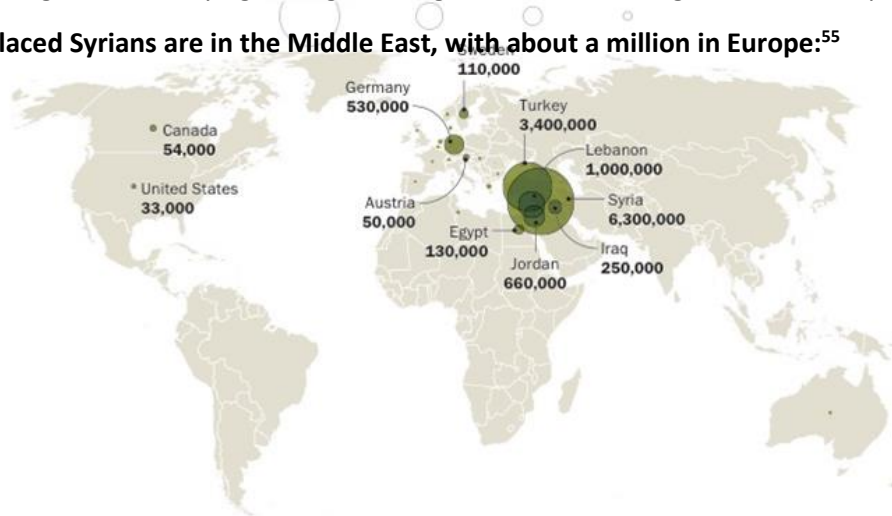 laced Syrians are in the Middle East, with about a million in Europe:55
Sweden
110,000
Germany
530,000
Turkey
3,400,000
Canada
54,000
Lebanon
1,000,000
United States
33,000
Austria
50,000
Syria
6,300,000
Egypt
130,000
Iraq
250,000
Jordan
660,000